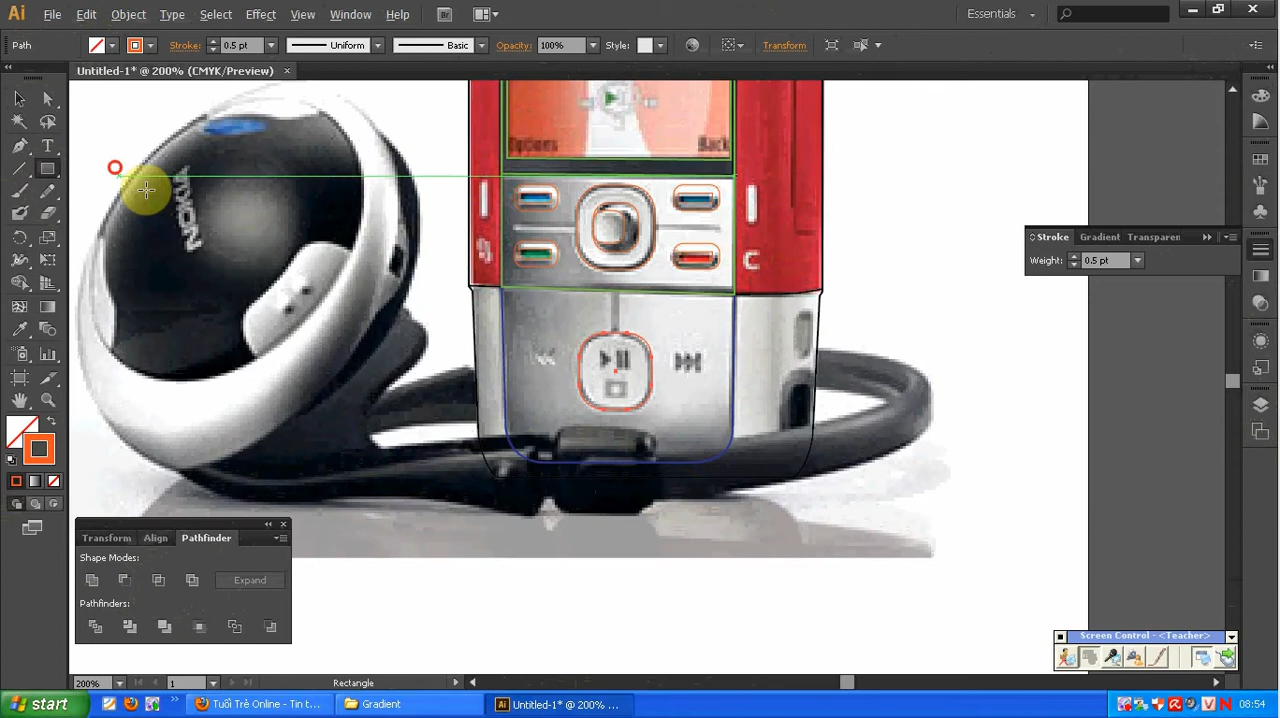 Ai File Edit Object Type Select Effect View Window Help Br Essentials
Path Stroke: 0.5 pt Uniform Basic Opacity: 100% Style: Transform
Untitled-1* @ 200% (CMYK/Preview) ×
Options Back
NOKIA
Stroke Gradient Transparen
Weight: 0.5 pt
Transform Align Pathfinder
Shape Modes:
Expand
Pathfinders:
Screen Control - <Teacher>
200% 1 Rectangle
start Tuổi Trẻ Online - Tin t... Gradient Untitled-1* @ 200% ... 08:54